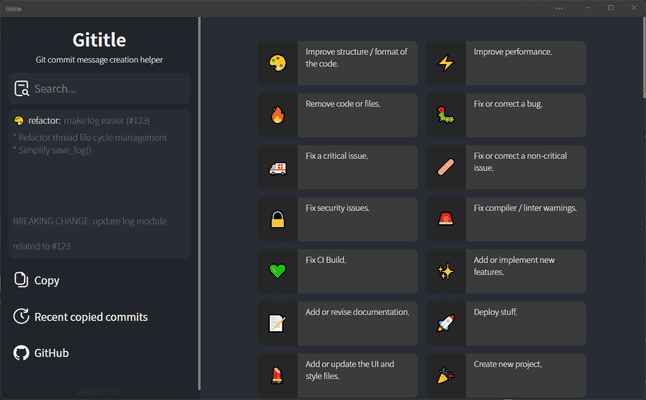 Gititle
Gititle
Git commit message creation helper
Search...
refactor: make log easier (#123)
* Refactor thread life cycle management
* Simplify save_log()
BREAKING CHANGE: update log module
related to #123
Copy
Recent copied commits
GitHub
version 1.2.5
Improve structure / format of
the code.
Improve performance.
Remove code or files.
Fix or correct a bug.
Fix a critical issue.
Fix or correct a non-critical
issue.
Fix security issues.
Fix compiler / linter warnings.
Fix CI Build.
Add or implement new
features.
Add or revise documentation.
Deploy stuff.
Add or update the UI and
style files.
Create new project.